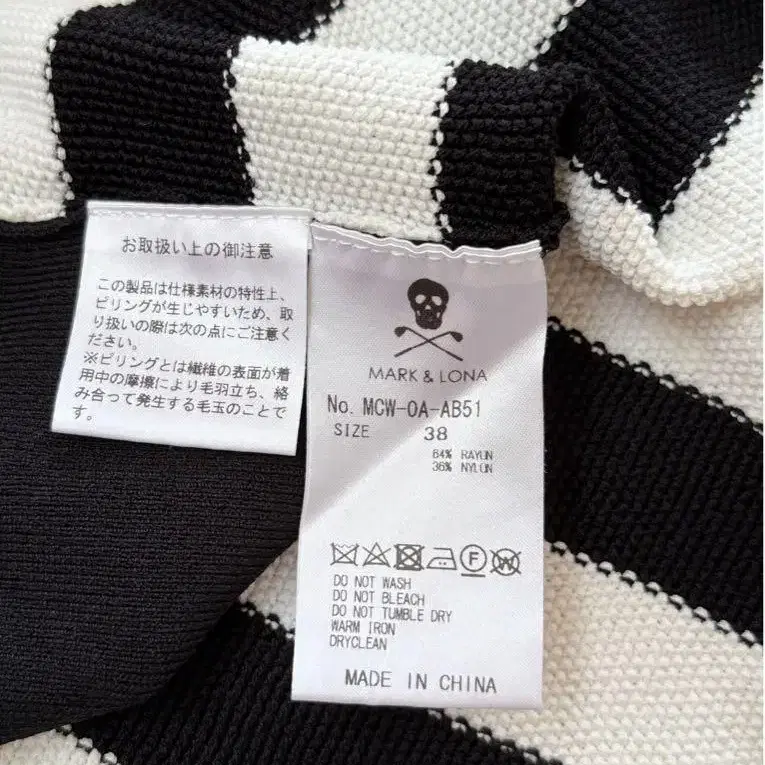 お取扱い上の御注意
この製品は仕様素材の特性上、
ピリングが生じやすいため、取
り扱いの際は次の点にご注意く
ださい。
※ピリングとは繊維の表面が着
用中の摩擦により毛羽立ち、絡
み合って発生する毛玉のことで
す。
MARK & LONA
No. MCW-OA-AB51
SIZE 38
64% RAYON
36% NYLON
F W
DO NOT WASH
DO NOT BLEACH
DO NOT TUMBLE DRY
WARM IRON
DRYCLEAN
MADE IN CHINA